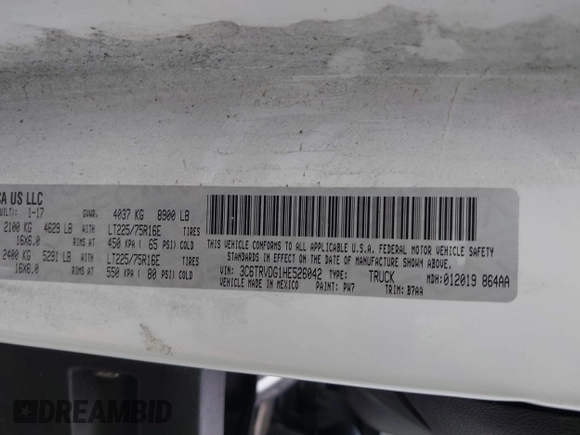 CA US LLC
UILT): 1-17 GVWR. 4037 KG 8900 LB
2100 KG 4629 LB WITH LT225/75R16E TIRES
16X6.0 RIMS AT 450 KPA ( 65 PSI) COLD
2400 KG 5291 LB WITH LT225/75R16E TIRES
16X6.0 RIMS AT 550 KPA ( 80 PSI) COLD
THIS VEHICLE CONFORMS TO ALL APPLICABLE U.S.A. FEDERAL MOTOR VEHICLE SAFETY
STANDARDS IN EFFECT ON THE DATE OF MANUFACTURE SHOWN ABOVE.
VIN: 3C6TRVDG1HE526042 TYPE: TRUCK MDH: 012019 864AA
VEHICLE MADE IN MEXICO PAINT: PW7 TRIM: B7AA
DREAMBID